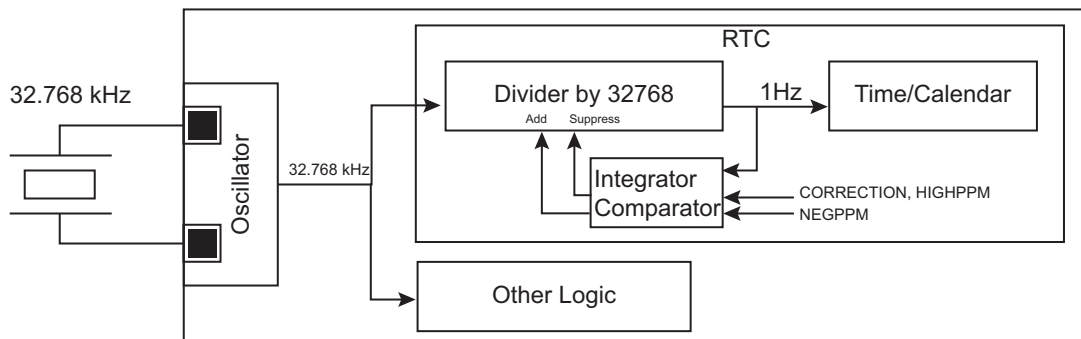 RTC
32.768 kHz
Divider by 32768
Add Suppress
1Hz
Time/Calendar
Oscillator
32.768 kHz
Integrator
Comparator
CORRECTION, HIGHPPM
NEGPPM
Other Logic